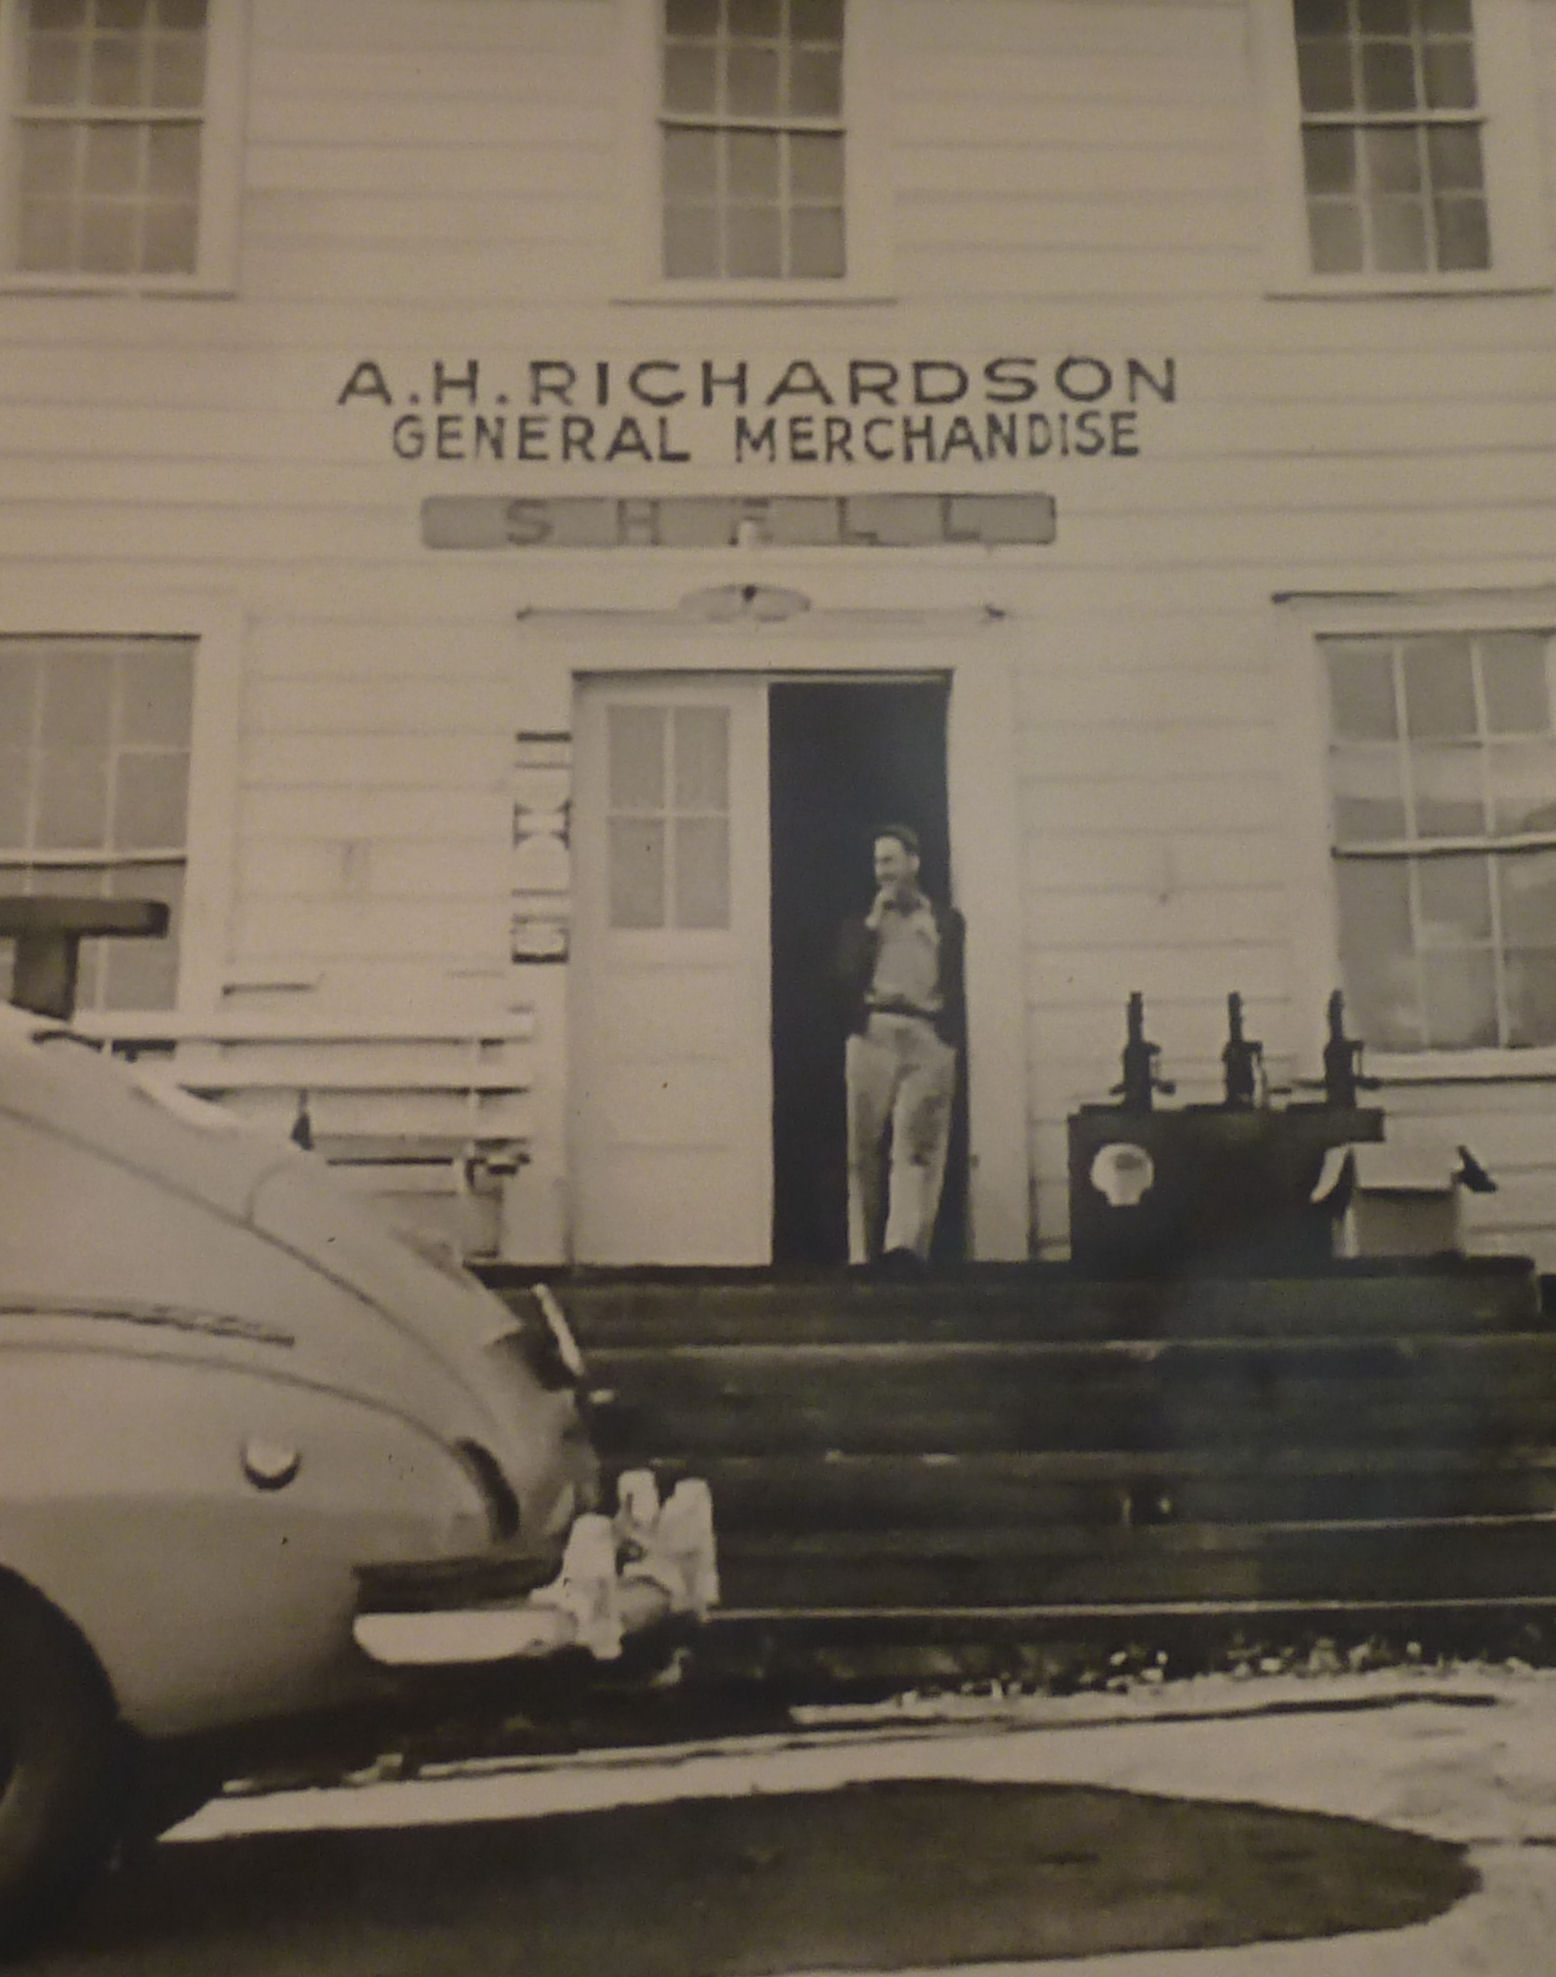 A.H. RICHARDSON
GENERAL MERCHANDISE
SHELL